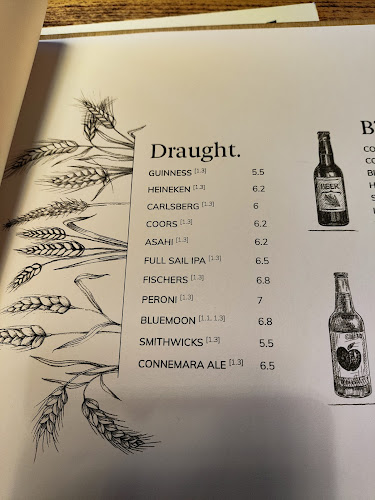 Draught.
GUINNESS [1.3] 5.5
HEINEKEN [1.3] 6.2
CARLSBERG [1.3] 6
COORS [1.3] 6.2
ASAHI [1.3] 6.2
FULL SAIL IPA [1.3] 6.5
FISCHERS [1.3] 6.8
PERONI [1.3] 7
BLUEMOON [1.1, 1.3] 6.8
SMITHWICKS [1.3] 5.5
CONNEMARA ALE [1.3] 6.5
BEER